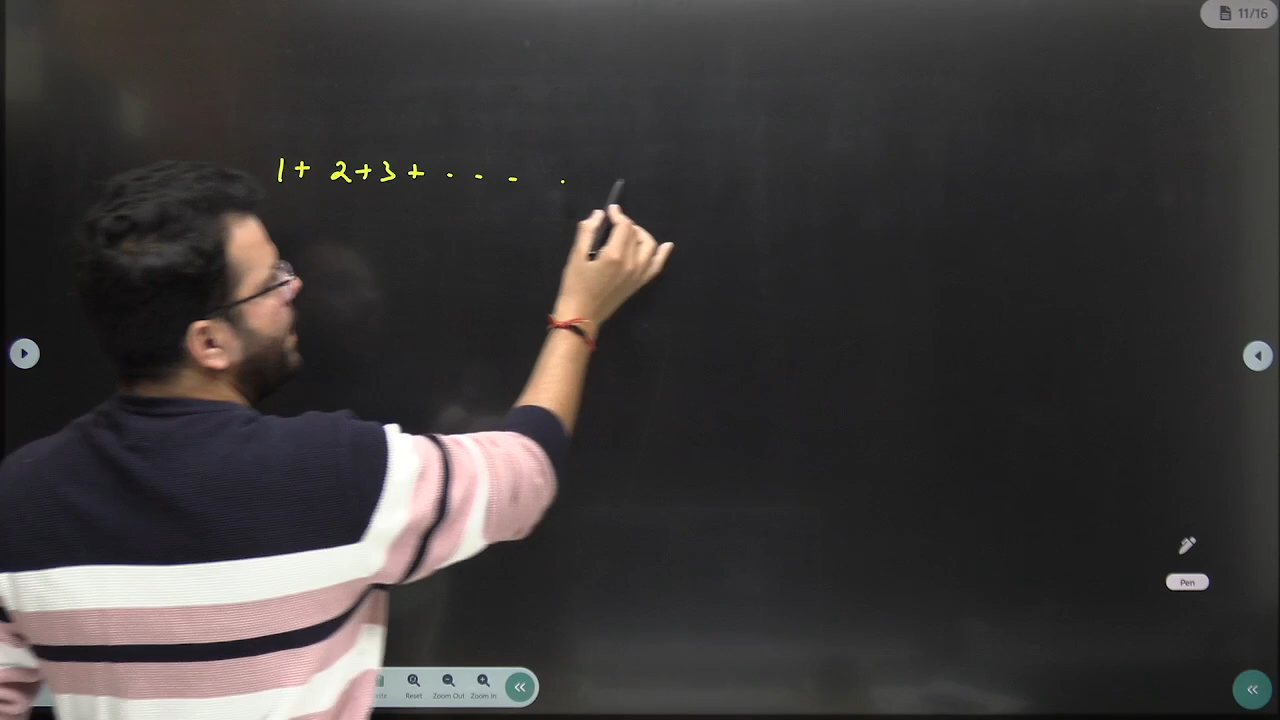 11/16
1+ 2+3+ . . . .
Pen
Reset Zoom Out Zoom In